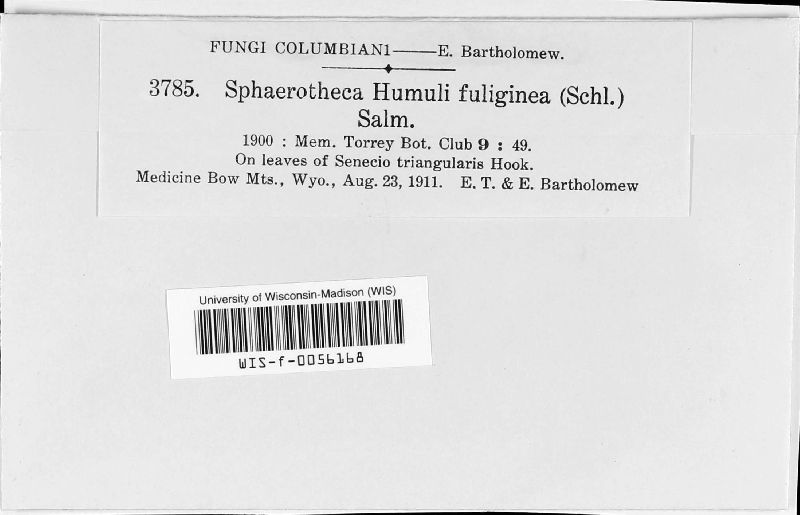 FUNGI COLUMBIANI——E. Bartholomew.
3785. Sphaerotheca Humuli fuliginea (Schl.)
Salm.
1900 : Mem. Torrey Bot. Club 9 : 49.
On leaves of Senecio triangularis Hook.
Medicine Bow Mts., Wyo., Aug. 23, 1911. E. T. & E. Bartholomew
University of Wisconsin-Madison (WIS)
WIS-f-0056168